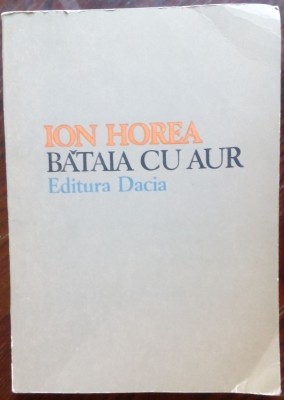 ION HOREA
BĂTAIA CU AUR
Editura Dacia